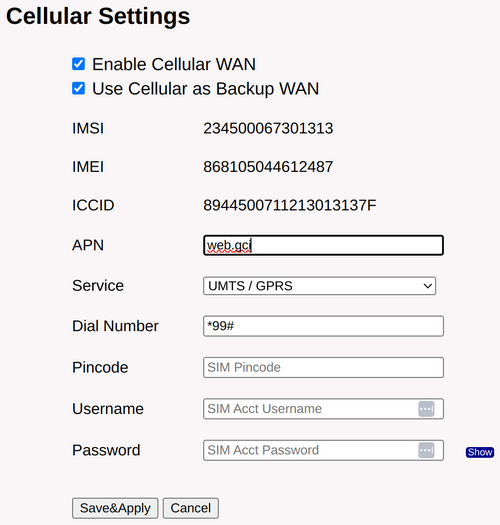 Cellular Settings
Enable Cellular WAN
Use Cellular as Backup WAN
IMSI 234500067301313
IMEI 868105044612487
ICCID 8944500711213013137F
APN web.gci
Service UMTS / GPRS
Dial Number *99#
Pincode SIM Pincode
Username SIM Acct Username
Password SIM Acct Password Show
Save&Apply Cancel